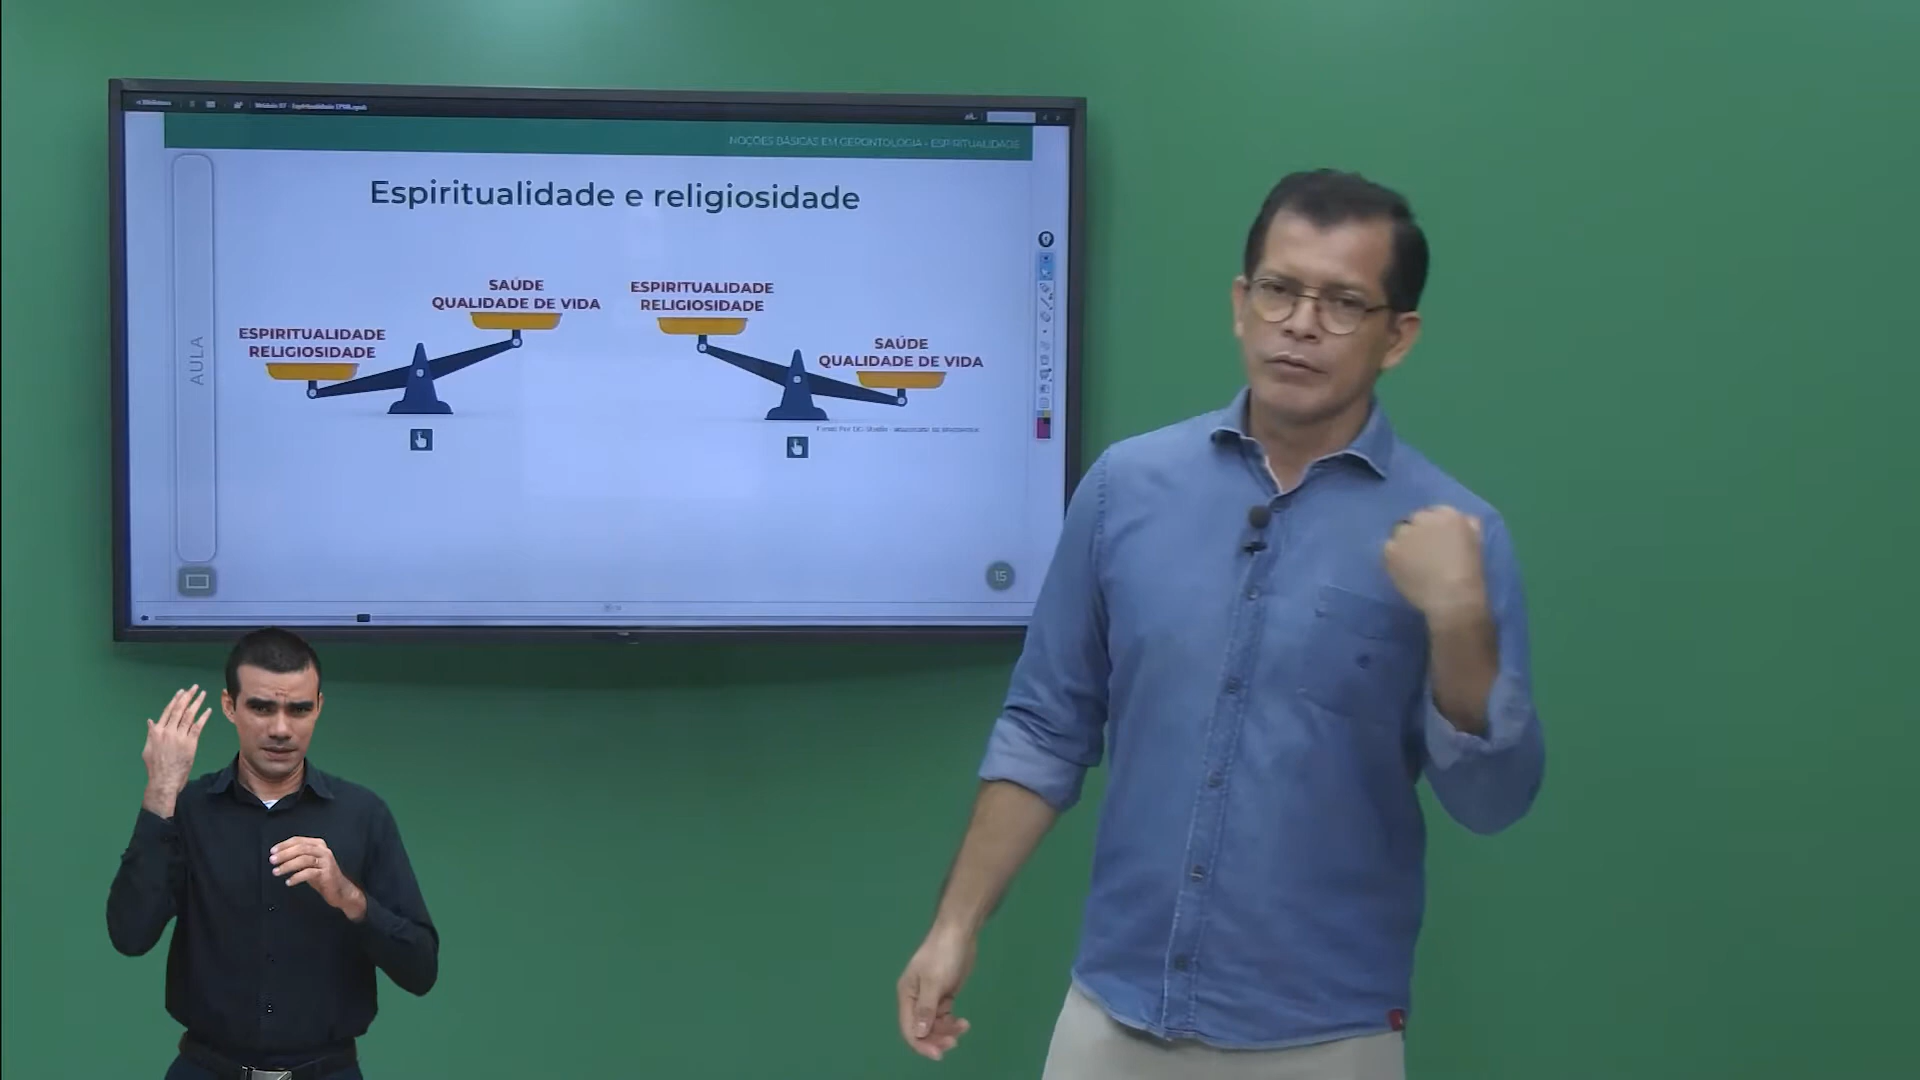 Biblioteca
NOÇÕES BÁSICAS EM GERONTOLOGIA - ESPIRITUALIDADE
Espiritualidade e religiosidade
AULA
SAÚDE
QUALIDADE DE VIDA
ESPIRITUALIDADE
RELIGIOSIDADE
ESPIRITUALIDADE
RELIGIOSIDADE
SAÚDE
QUALIDADE DE VIDA
15